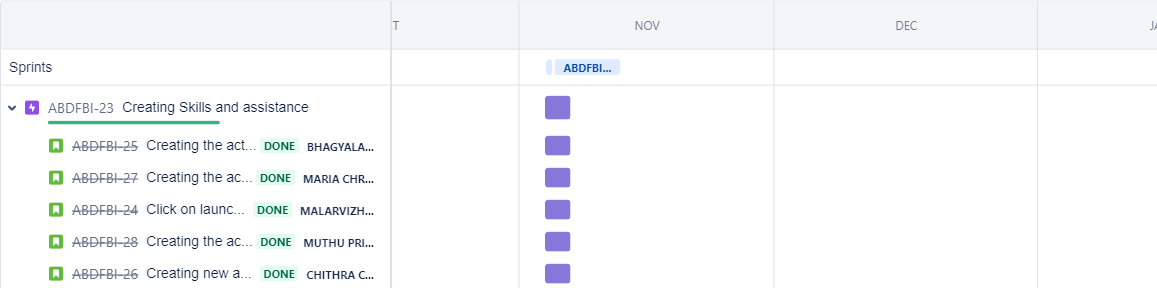 T NOV DEC JA
Sprints ABDFBI...
ABDFBI-23 Creating Skills and assistance
ABDFBI-25 Creating the act... DONE BHAGYALA...
ABDFBI-27 Creating the ac... DONE MARIA CHR...
ABDFBI-24 Click on launc... DONE MALARVIZH...
ABDFBI-28 Creating the ac... DONE MUTHU PRI...
ABDFBI-26 Creating new a... DONE CHITHRA C...